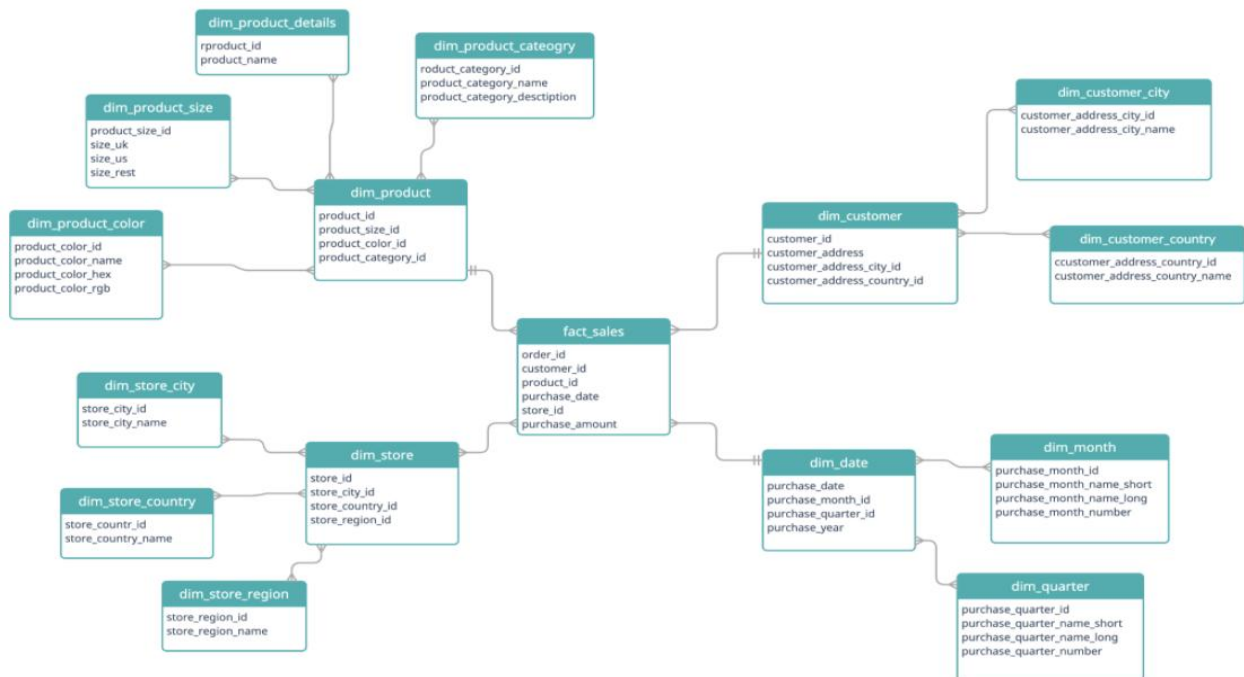 dim_product_details
rproduct_id
product_name
dim_product_cateogry
roduct_category_id
product_category_name
product_category_desctiption
dim_product_size
product_size_id
size_uk
size_us
size_rest
dim_product_color
product_color_id
product_color_name
product_color_hex
product_color_rgb
dim_product
product_id
product_size_id
product_color_id
product_category_id
dim_customer_city
customer_address_city_id
customer_address_city_name
dim_customer
customer_id
customer_address
customer_address_city_id
customer_address_country_id
dim_customer_country
ccustomer_address_country_id
customer_address_country_name
fact_sales
order_id
customer_id
product_id
purchase_date
store_id
purchase_amount
dim_store_city
store_city_id
store_city_name
dim_store
store_id
store_city_id
store_country_id
store_region_id
dim_store_country
store_countr_id
store_country_name
dim_store_region
store_region_id
store_region_name
dim_date
purchase_date
purchase_month_id
purchase_quarter_id
purchase_year
dim_month
purchase_month_id
purchase_month_name_short
purchase_month_name_long
purchase_month_number
dim_quarter
purchase_quarter_id
purchase_quarter_name_short
purchase_quarter_name_long
purchase_quarter_number